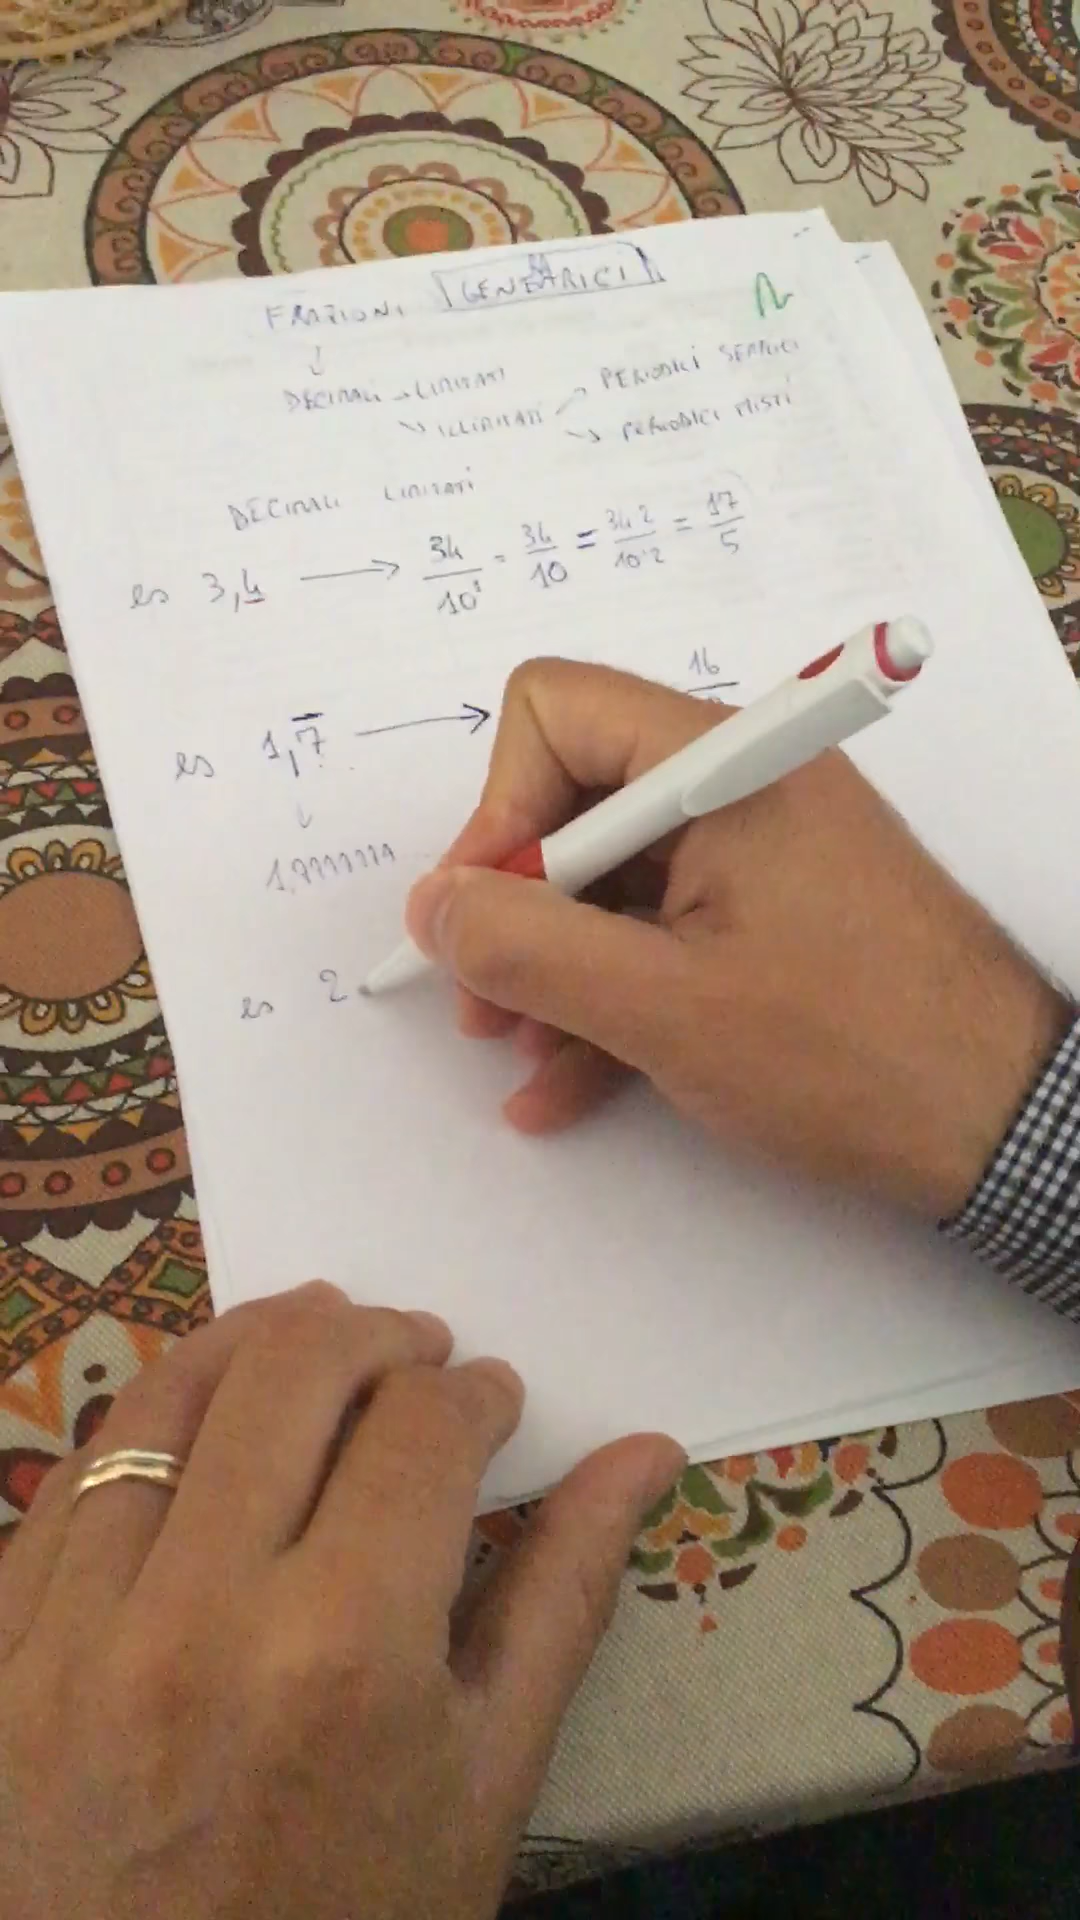 FRAZIONI GENERATRICI
↓
DECIMALI → LIMITATI
↘ ILLIMITATI ↗ PERIODICI SEMPLICI
↘ PERIODICI MISTI
DECIMALI LIMITATI
es 3,4 → 34/10¹ = 34/10 = 34:2/10:2 = 17/5
es 1,7̅ → 16
↓
1,7777777
es 2